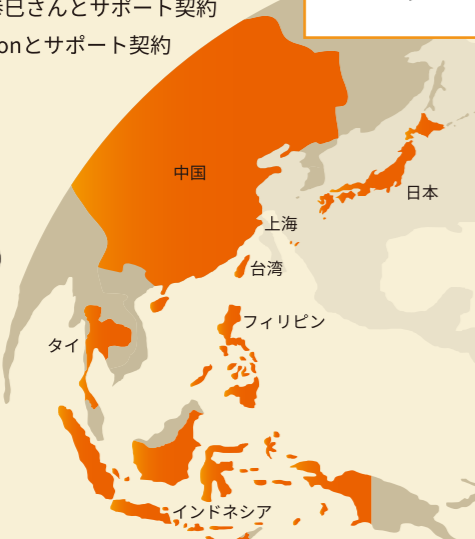 巳さんとサポート契約
onとサポート契約
中国
日本
上海
台湾
フィリピン
タイ
インドネシア